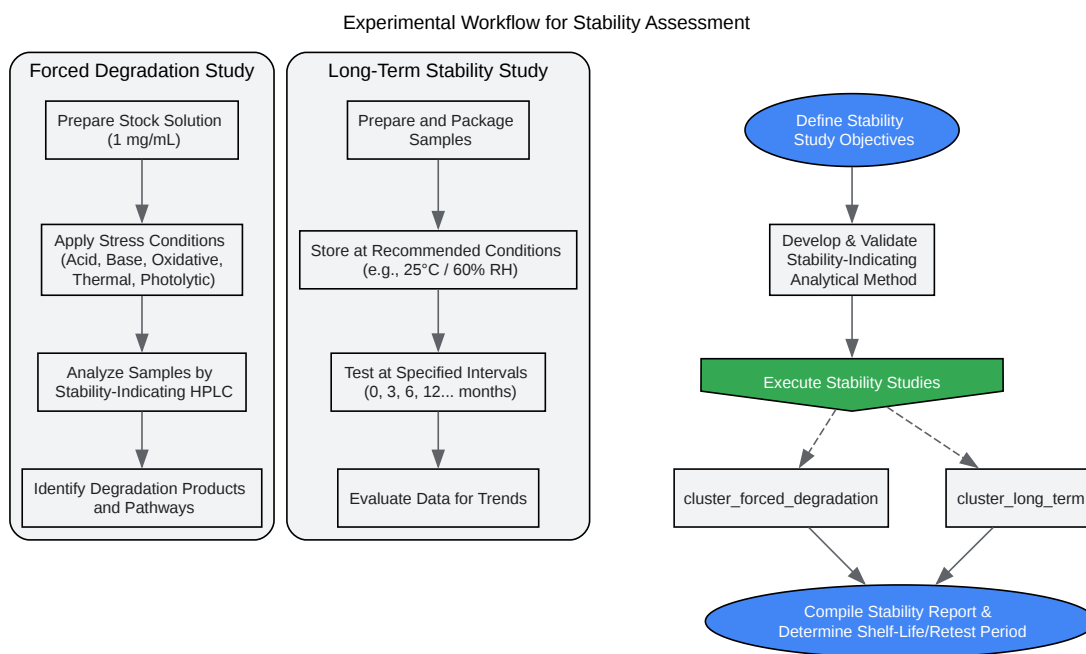 Experimental Workflow for Stability Assessment
Forced Degradation Study
Prepare Stock Solution
(1 mg/mL)
Apply Stress Conditions
(Acid, Base, Oxidative,
Thermal, Photolytic)
Analyze Samples by
Stability-Indicating HPLC
Identify Degradation Products
and Pathways
Long-Term Stability Study
Prepare and Package
Samples
Store at Recommended Conditions
(e.g., 25°C / 60% RH)
Test at Specified Intervals
(0, 3, 6, 12... months)
Evaluate Data for Trends
Define Stability
Study Objectives
Develop & Validate
Stability-Indicating
Analytical Method
Execute Stability Studies
cluster_forced_degradation
cluster_long_term
Compile Stability Report &
Determine Shelf-Life/Retest Period